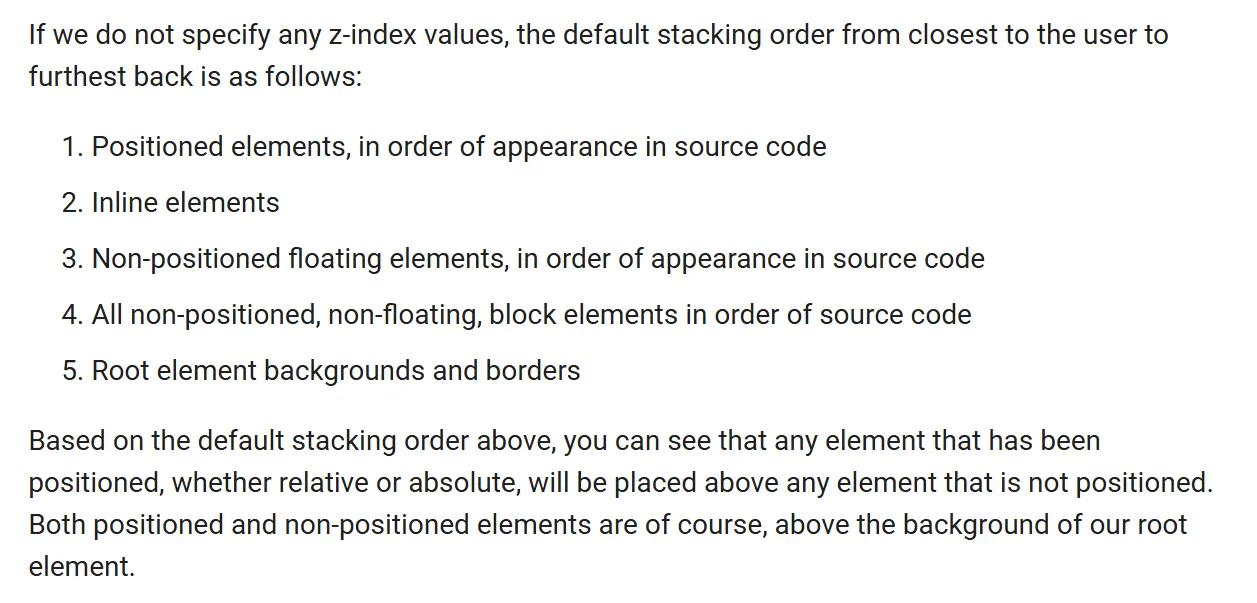 If we do not specify any z-index values, the default stacking order from closest to the user to
furthest back is as follows:
1. Positioned elements, in order of appearance in source code
2. Inline elements
3. Non-positioned floating elements, in order of appearance in source code
4. All non-positioned, non-floating, block elements in order of source code
5. Root element backgrounds and borders
Based on the default stacking order above, you can see that any element that has been
positioned, whether relative or absolute, will be placed above any element that is not positioned.
Both positioned and non-positioned elements are of course, above the background of our root
element.